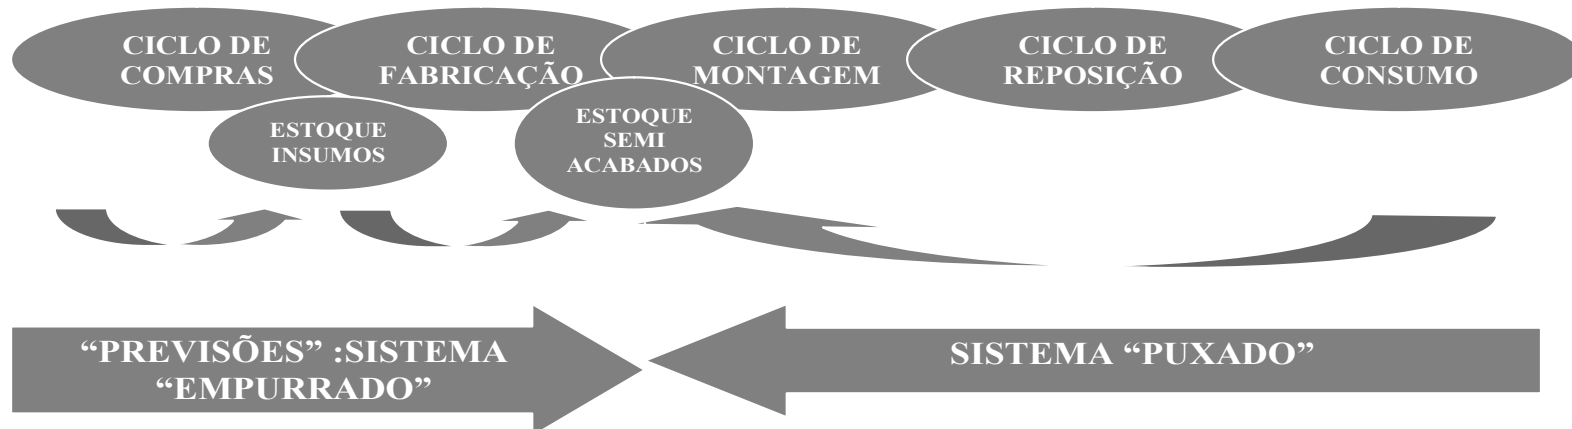 CICLO DE
COMPRAS
CICLO DE
FABRICAÇÃO
CICLO DE
MONTAGEM
CICLO DE
REPOSIÇÃO
CICLO DE
CONSUMO
ESTOQUE
INSUMOS
ESTOQUE
SEMI
ACABADOS
“PREVISÕES” :SISTEMA
“EMPURRADO”
SISTEMA “PUXADO”